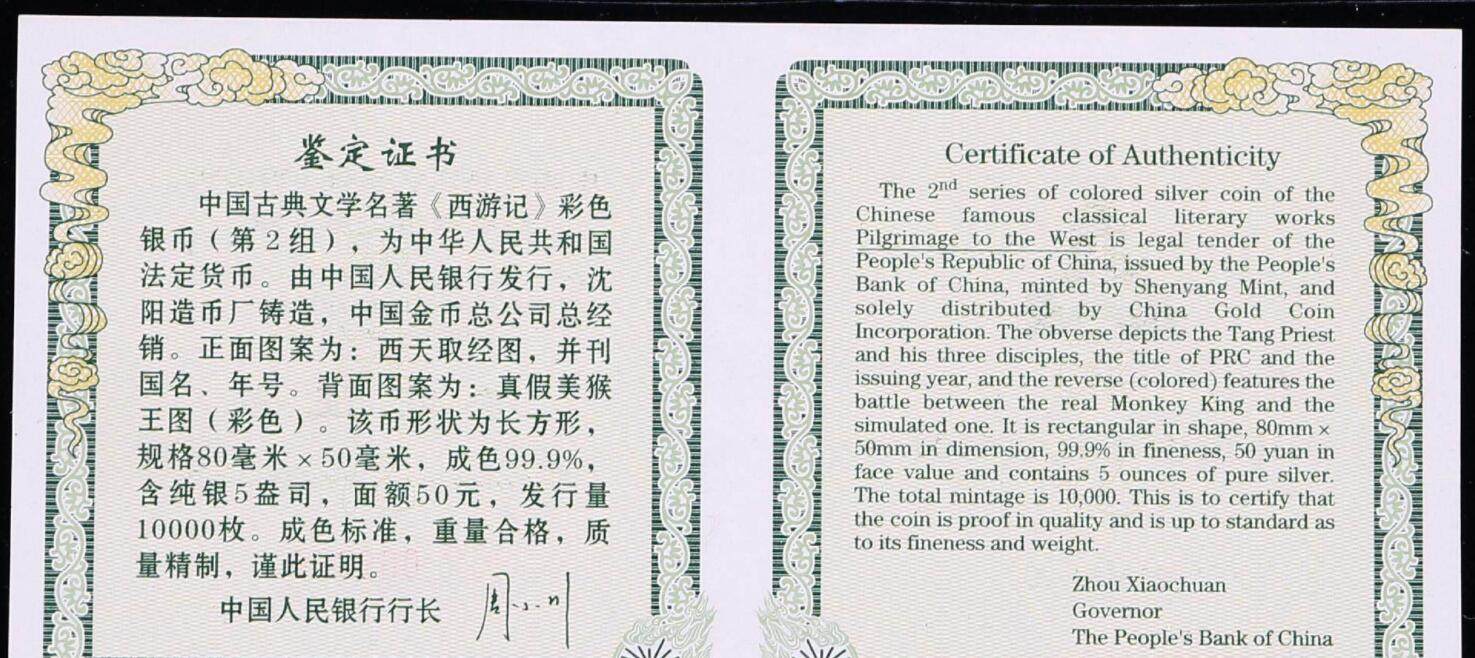 鉴定证书
中国古典文学名著《西游记》彩色
银币（第2组），为中华人民共和国
法定货币。由中国人民银行发行，沈
阳造币厂铸造，中国金币总公司总经
销。正面图案为：西天取经图，并刊
国名、年号。背面图案为：真假美猴
王图（彩色）。该币形状为长方形，
规格80毫米×50毫米，成色99.9%，
含纯银5盎司，面额50元，发行量
10000枚。成色标准，重量合格，质
量精制，谨此证明。
中国人民银行行长 周小川
Certificate of Authenticity
The 2nd series of colored silver coin of the
Chinese famous classical literary works
Pilgrimage to the West is legal tender of the
People's Republic of China, issued by the People's
Bank of China, minted by Shenyang Mint, and
solely distributed by China Gold Coin
Incorporation. The obverse depicts the Tang Priest
and his three disciples, the title of PRC and the
issuing year, and the reverse (colored) features the
battle between the real Monkey King and the
simulated one. It is rectangular in shape, 80mm×
50mm in dimension, 99.9% in fineness, 50 yuan in
face value and contains 5 ounces of pure silver.
The total mintage is 10,000. This is to certify that
the coin is proof in quality and is up to standard as
to its fineness and weight.
Zhou Xiaochuan
Governor
The People's Bank of China